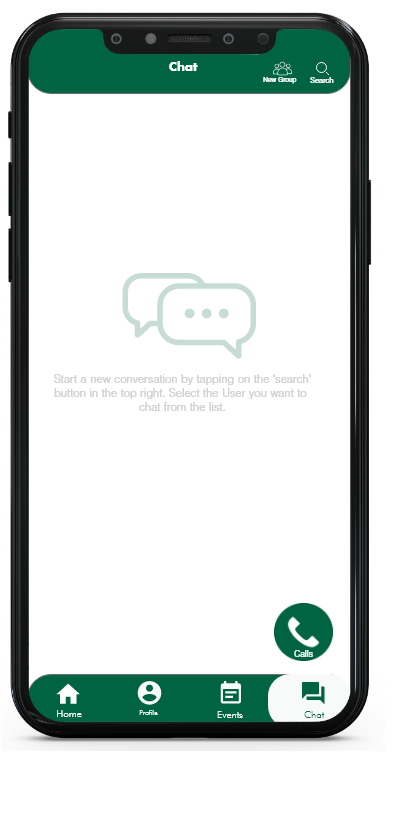 Chat
New Group
Search
Start a new conversation by tapping on the 'search'
button in the top right. Select the User you want to
chat from the list.
Calls
Home
Profile
Events
Chat